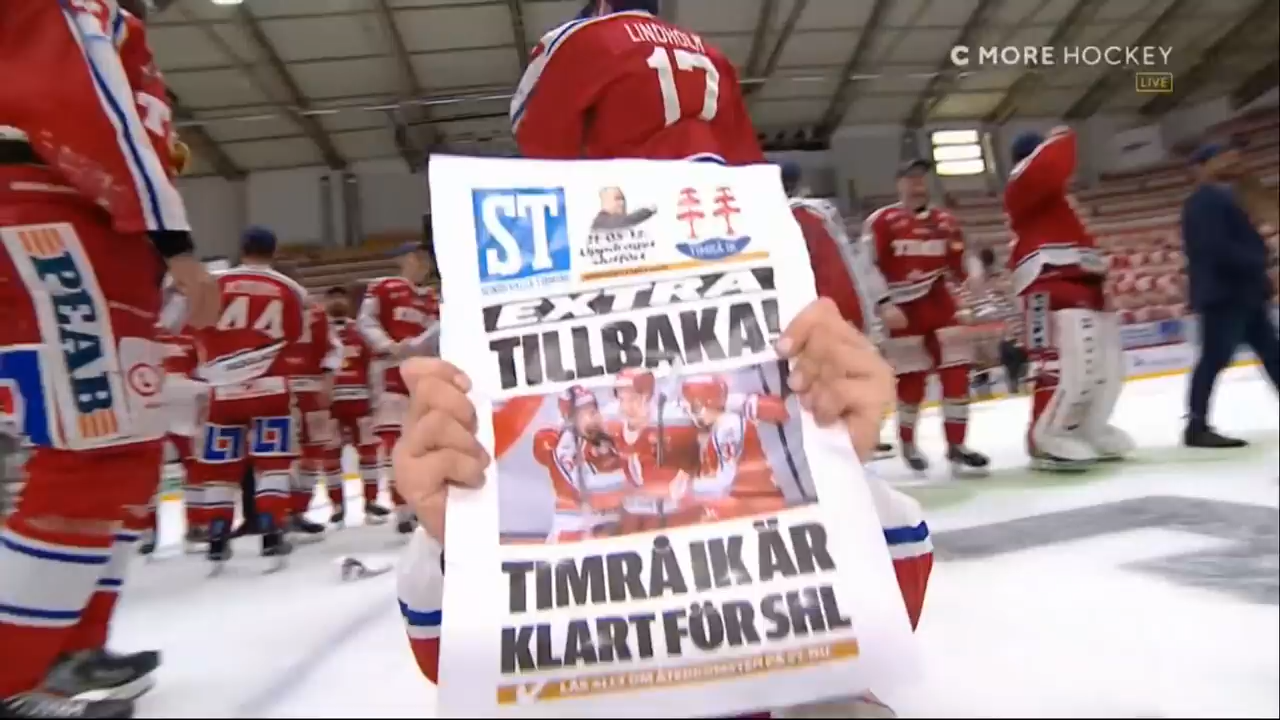 C MORE HOCKEY
LIVE
LINDHOLM
17
44
PEAB
TIMRÅ
ST
TIMRÅ IK
EXTRA
TILLBAKA!
TIMRÅ IK ÄR
KLART FÖR SHL